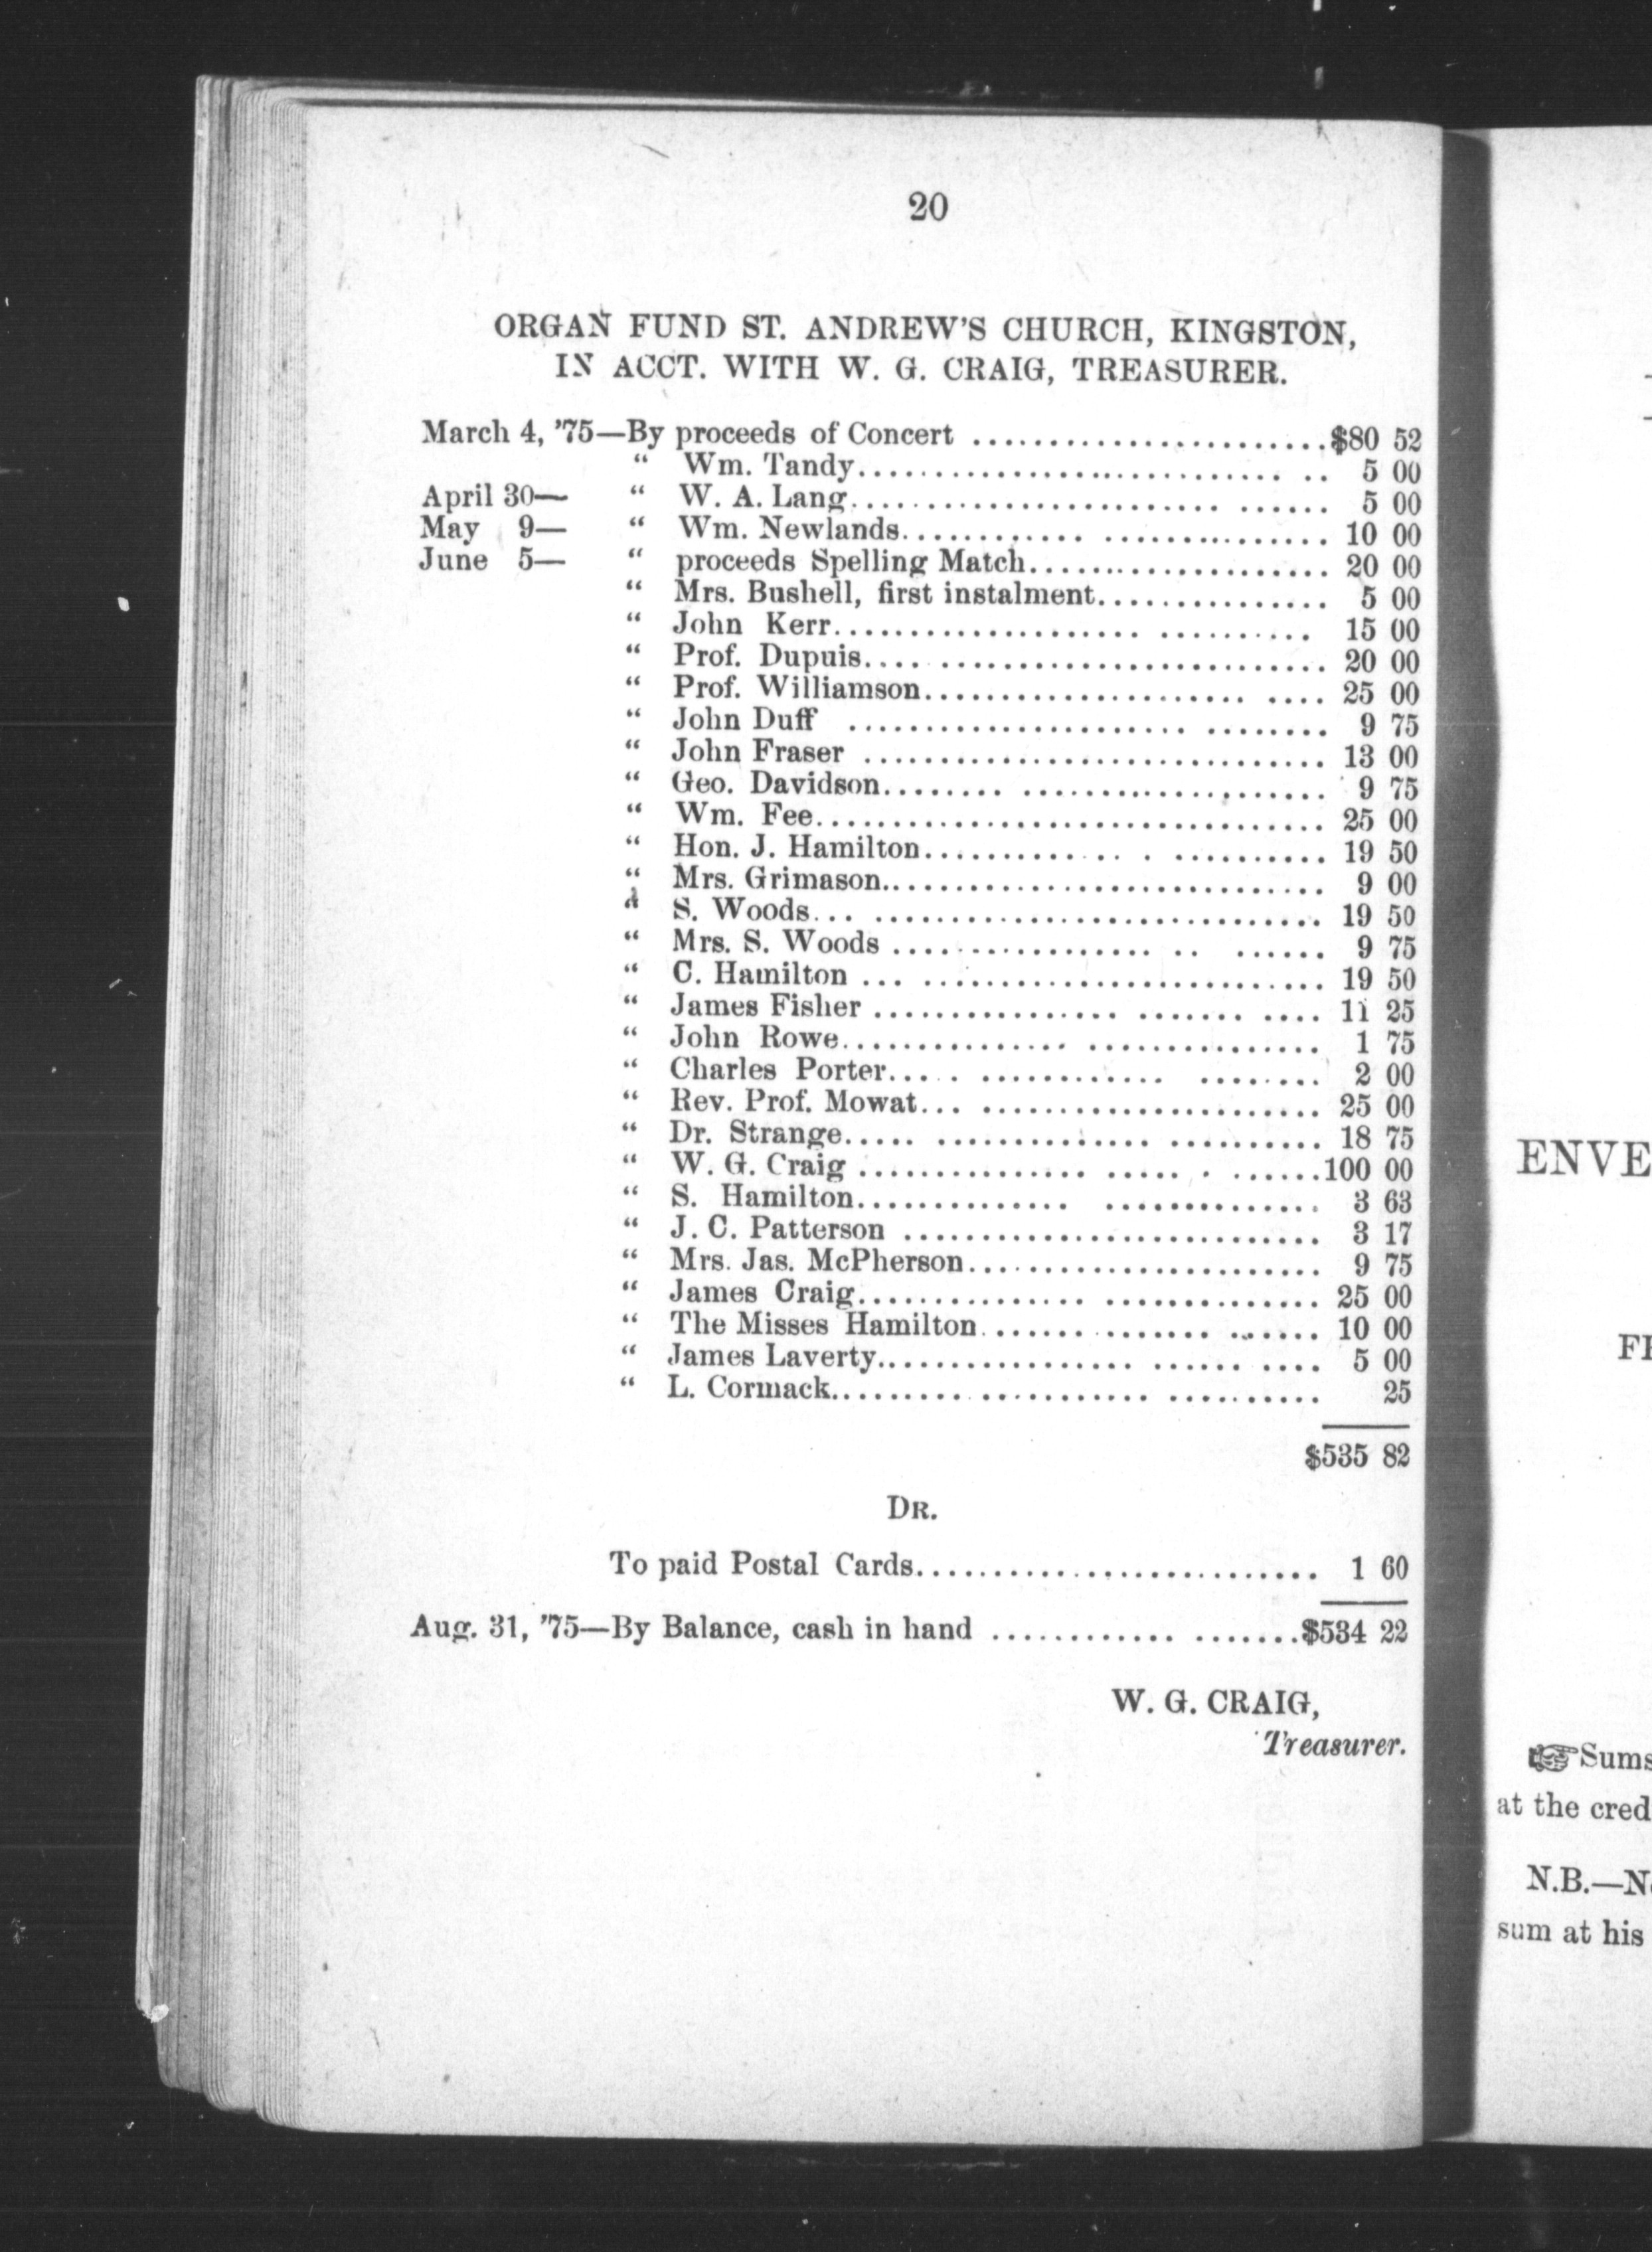 20
ORGAN FUND ST. ANDREW'S CHURCH, KINGSTON,
IN ACCT. WITH W. G. CRAIG, TREASURER.
March 4, '75—By proceeds of Concert ........................$80 52
" Wm. Tandy.............................. .. 5 00
April 30— " W. A. Lang......................... ...... 5 00
May 9— " Wm. Newlands............ ............... 10 00
June 5— " proceeds Spelling Match.................... 20 00
" Mrs. Bushell, first instalment............... 5 00
" John Kerr.................... .......... 15 00
" Prof. Dupuis.... .......................... 20 00
" Prof. Williamson...................... .... 25 00
" John Duff ....................... ........ 9 75
" John Fraser ............................... 13 00
" Geo. Davidson........ .................... 9 75
" Wm. Fee.................................. 25 00
" Hon. J. Hamilton.......... .. . .......... 19 50
" Mrs. Grimason............................. 9 00
" S. Woods... .............................. 19 50
" Mrs. S. Woods ................... .. ...... 9 75
" C. Hamilton ... ........................... 19 50
" James Fisher ................ ....... .... 11 25
" John Rowe............... ................ 1 75
" Charles Porter.... . ............ ........ 2 00
" Rev. Prof. Mowat... ....................... 25 00
" Dr. Strange..... .............. .......... 18 75
" W. G. Craig ............... ..... . ......100 00
" S. Hamilton.............. .............. 3 63
" J. C. Patterson ............................ 3 17
" Mrs. Jas. McPherson........................ 9 75
" James Craig............... .............. 25 00
" The Misses Hamilton....... ....... ...... 10 00
" James Laverty................. ...... .... 5 00
" L. Cormack.......... ........... .......... 25
$535 82
DR.
To paid Postal Cards........................... 1 60
Aug. 31, '75—By Balance, cash in hand ............ .......$534 22
W. G. CRAIG,
Treasurer.
ENVE
FI
☞Sums
at the cred
N.B.—No
sum at his